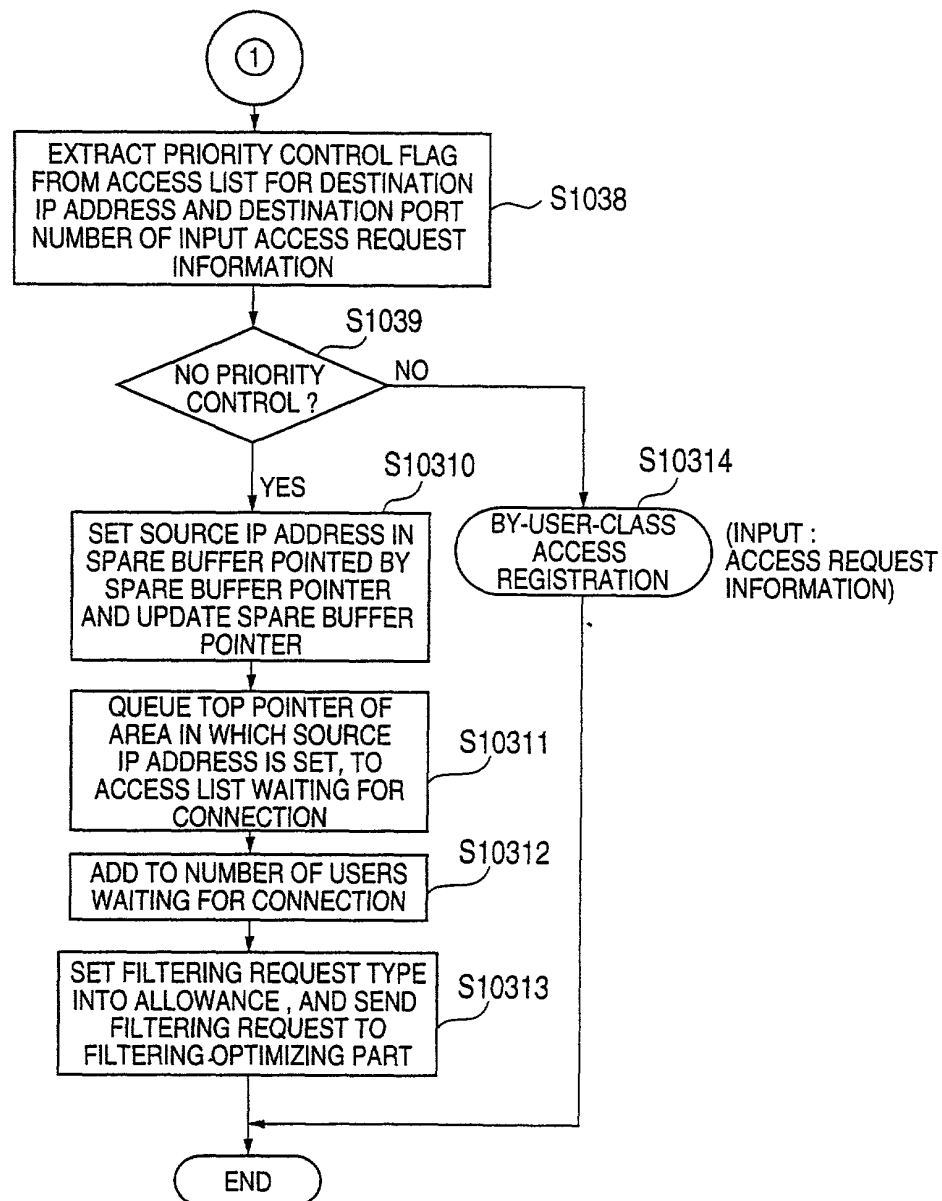 1
EXTRACT PRIORITY CONTROL FLAG
FROM ACCESS LIST FOR DESTINATION
IP ADDRESS AND DESTINATION PORT
NUMBER OF INPUT ACCESS REQUEST
INFORMATION
S1038
S1039
NO PRIORITY
CONTROL ?
NO
YES
S10310
SET SOURCE IP ADDRESS IN
SPARE BUFFER POINTED BY
SPARE BUFFER POINTER
AND UPDATE SPARE BUFFER
POINTER
S10314
BY-USER-CLASS
ACCESS
REGISTRATION
(INPUT :
ACCESS REQUEST
INFORMATION)
QUEUE TOP POINTER OF
AREA IN WHICH SOURCE
IP ADDRESS IS SET, TO
ACCESS LIST WAITING FOR
CONNECTION
S10311
ADD TO NUMBER OF USERS
WAITING FOR CONNECTION
S10312
SET FILTERING REQUEST TYPE
INTO ALLOWANCE , AND SEND
FILTERING REQUEST TO
FILTERING-OPTIMIZING PART
S10313
END